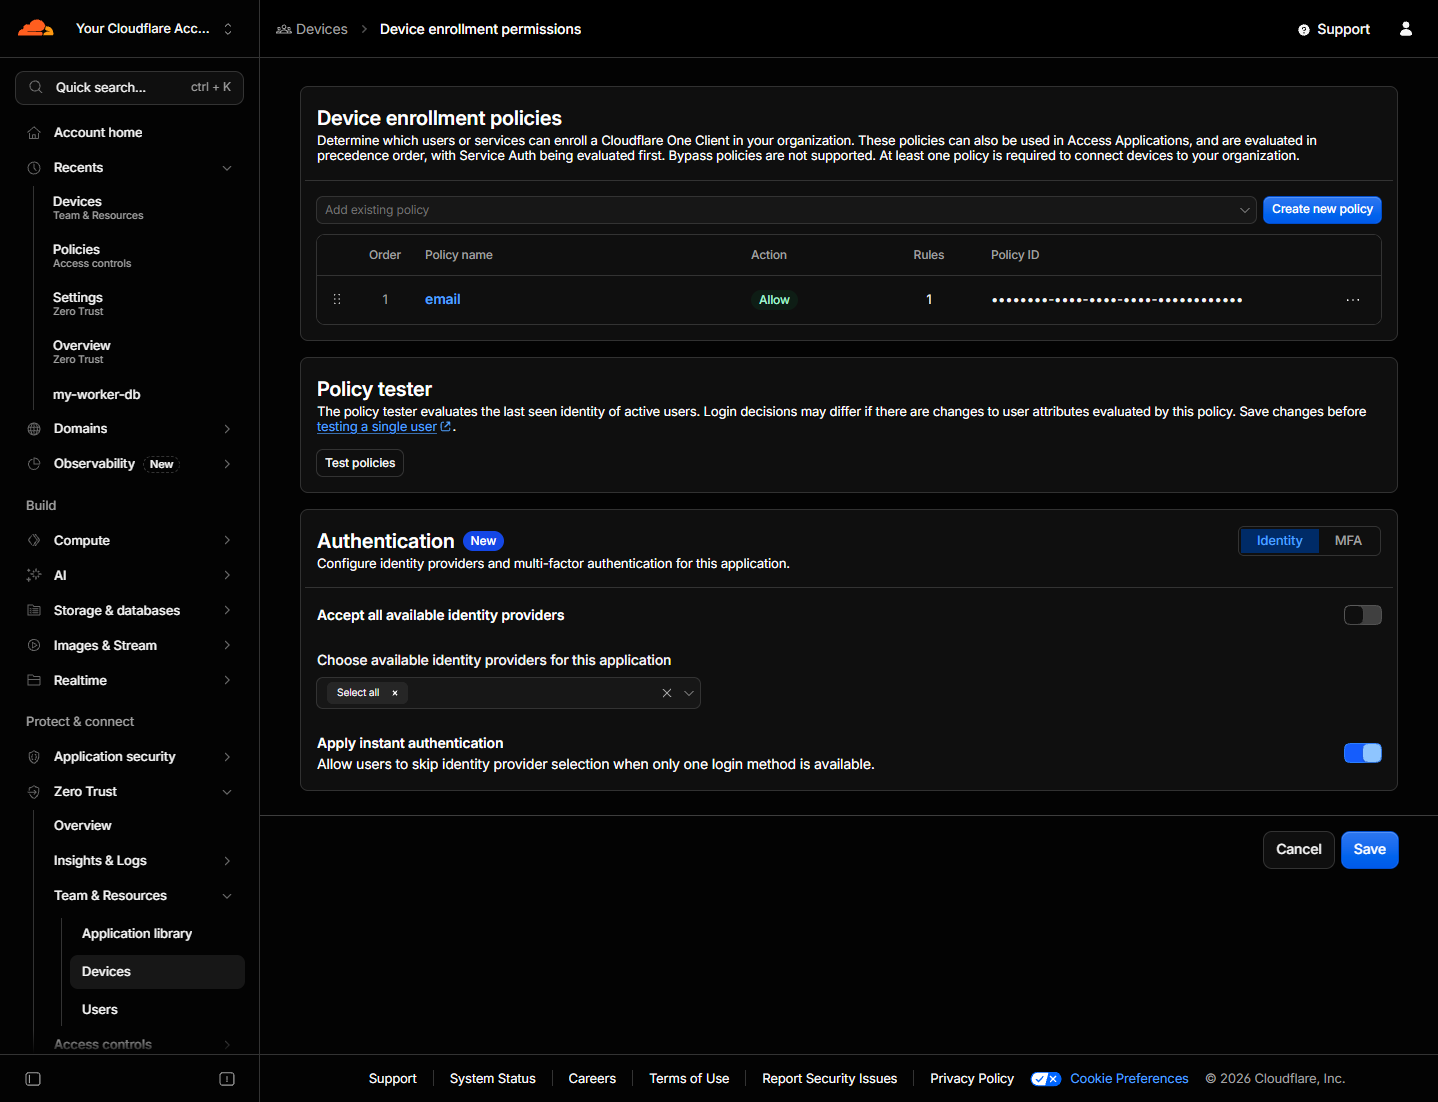 Your Cloudflare Acc...
Devices
Device enrollment permissions
Support
Quick search...
ctrl + K
Account home
Recents
Devices
Team & Resources
Policies
Access controls
Settings
Zero Trust
Overview
Zero Trust
my-worker-db
Domains
Observability New
Build
Compute
AI
Storage & databases
Images & Stream
Realtime
Protect & connect
Application security
Zero Trust
Overview
Insights & Logs
Team & Resources
Application library
Devices
Users
Access controls
Device enrollment policies
Determine which users or services can enroll a Cloudflare One Client in your organization. These policies can also be used in Access Applications, and are evaluated in
precedence order, with Service Auth being evaluated first. Bypass policies are not supported. At least one policy is required to connect devices to your organization.
Add existing policy
Create new policy
Order Policy name Action Rules Policy ID
1 email Allow 1 ••••••••-••••-••••-••••-••••••••••••
Policy tester
The policy tester evaluates the last seen identity of active users. Login decisions may differ if there are changes to user attributes evaluated by this policy. Save changes before
testing a single user.
Test policies
Authentication New
Identity MFA
Configure identity providers and multi-factor authentication for this application.
Accept all available identity providers
Choose available identity providers for this application
Select all
Apply instant authentication
Allow users to skip identity provider selection when only one login method is available.
Cancel Save
Support System Status Careers Terms of Use Report Security Issues Privacy Policy Cookie Preferences © 2026 Cloudflare, Inc.